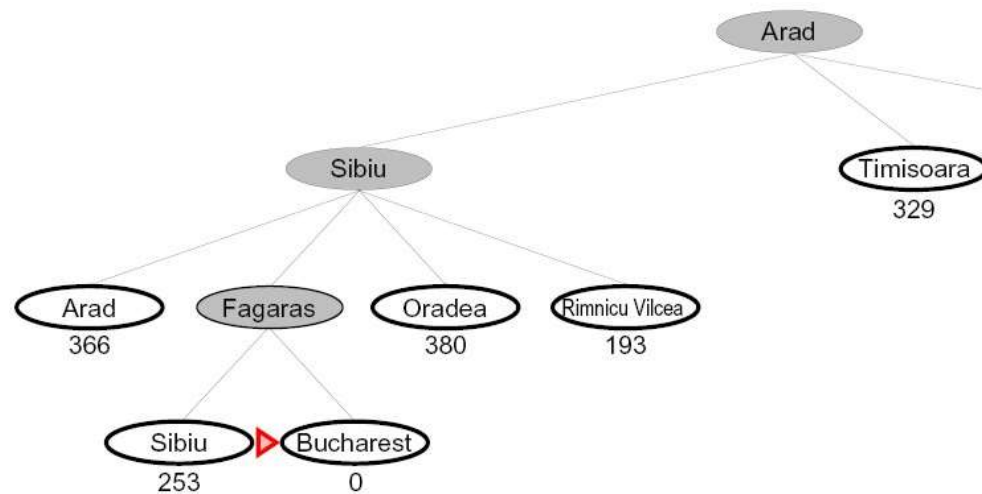 Arad
Sibiu
Timisoara
329
Arad
Fagaras
Oradea
Rimnicu Vilcea
366
380
193
Sibiu
Bucharest
253
0